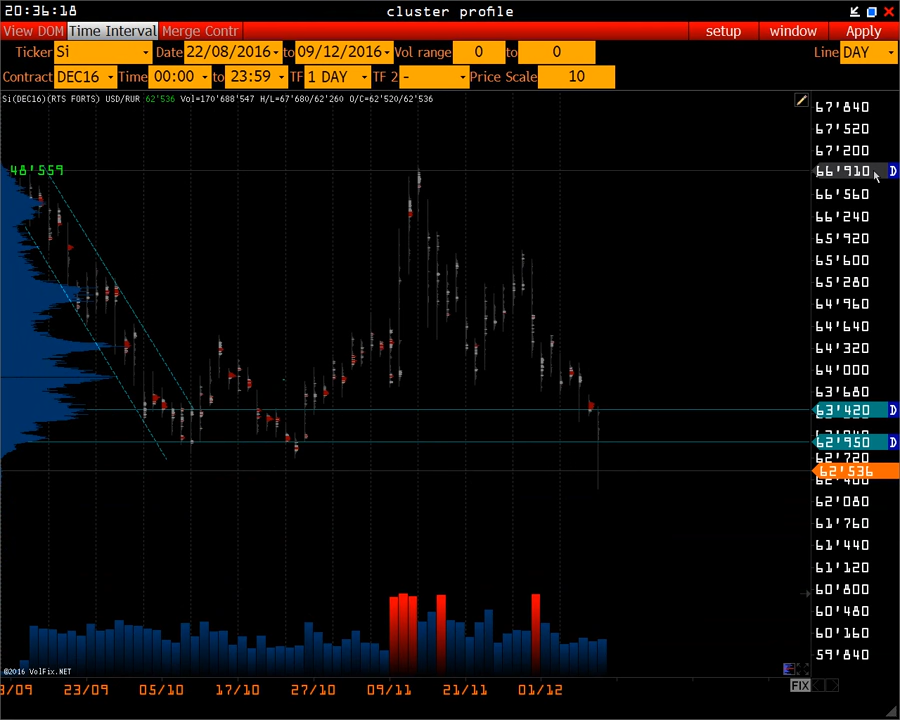 20:36:18 cluster profile
View DOM Time Interval Merge Contr setup window Apply
Ticker Si Date 22/08/2016 to 09/12/2016 Vol range 0 to 0 Line DAY
Contract DEC16 Time 00:00 to 23:59 TF 1 DAY TF 2 - Price Scale 10
Si(DEC16)(RTS FORTS) USD/RUR 62'536 Vol=170'688'547 H/L=67'680/62'260 O/C=62'520/62'536
67'840
67'520
67'200
48'559
66'910 D
66'560
66'240
65'920
65'600
65'280
64'960
64'640
64'320
64'000
63'680
63'420 D
62'950 D
62'720
62'536
62'400
62'080
61'760
61'440
61'120
60'800
60'480
60'160
59'840
©2016 VolFix.NET
9/09 23/09 05/10 17/10 27/10 09/11 21/11 01/12 FIX